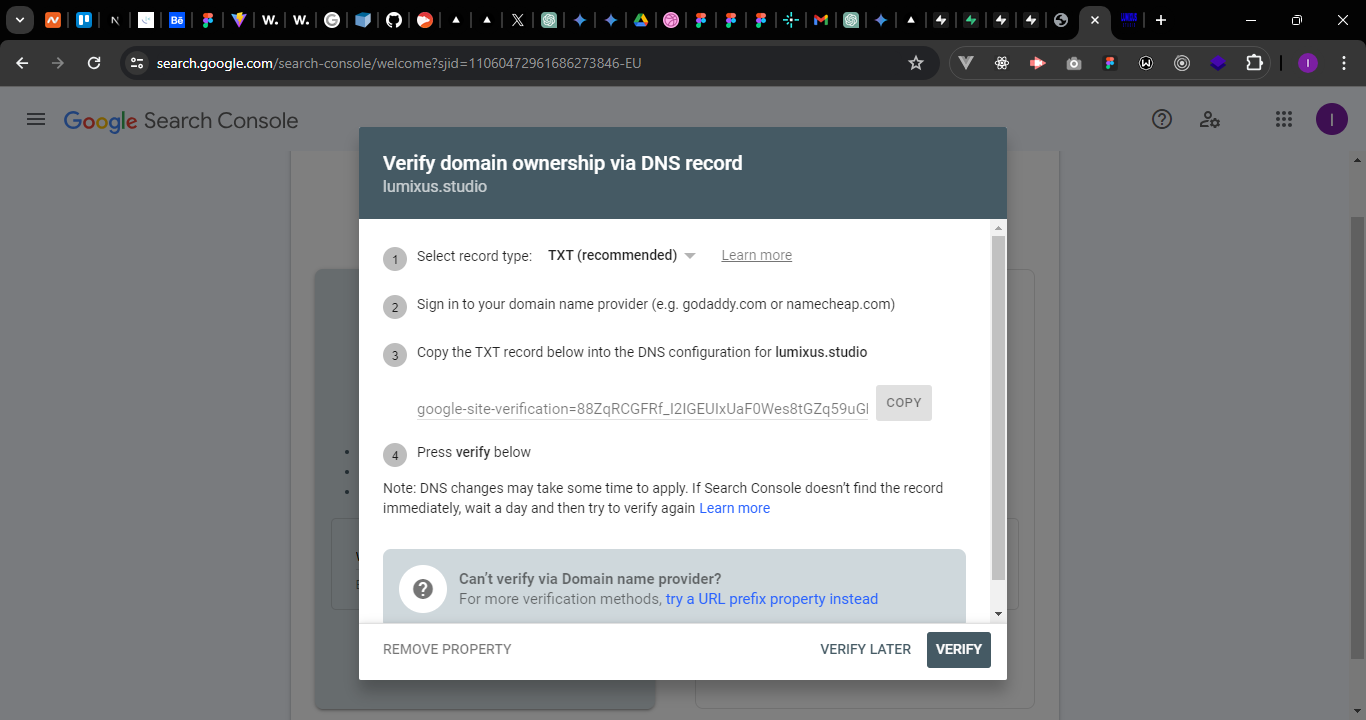 search.google.com/search-console/welcome?sjid=11060472961686273846-EU
Google Search Console
Verify domain ownership via DNS record
lumixus.studio
1 Select record type: TXT (recommended) Learn more
2 Sign in to your domain name provider (e.g. godaddy.com or namecheap.com)
3 Copy the TXT record below into the DNS configuration for lumixus.studio
google-site-verification=88ZqRCGFRf_I2IGEUIxUaF0Wes8tGZq59uG
COPY
4 Press verify below
Note: DNS changes may take some time to apply. If Search Console doesn't find the record
immediately, wait a day and then try to verify again Learn more
Can't verify via Domain name provider?
For more verification methods, try a URL prefix property instead
REMOVE PROPERTY VERIFY LATER VERIFY